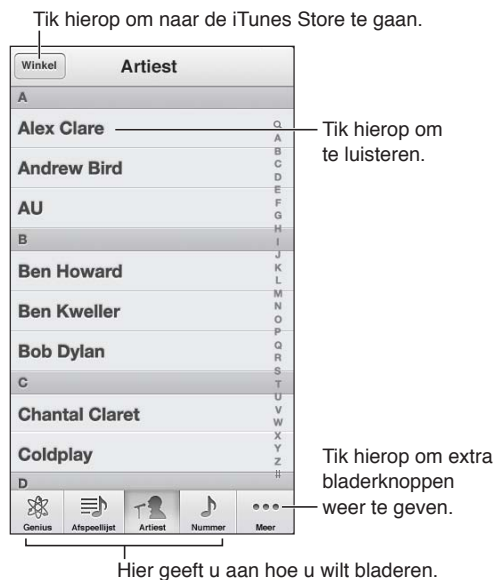 Tik hierop om naar de iTunes Store te gaan.
Winkel
Artiest
A
Alex Clare
Tik hierop om
te luisteren.
Andrew Bird
AU
B
Ben Howard
Ben Kweller
Bob Dylan
C
Chantal Claret
Coldplay
D
A
B
C
D
E
F
G
H
I
J
K
L
M
N
O
P
Q
R
S
T
U
V
W
X
Y
Z
#
Tik hierop om extra
bladerknoppen
weer te geven.
Genius
Afspeellijst
Artiest
Nummer
Meer
Hier geeft u aan hoe u wilt bladeren.